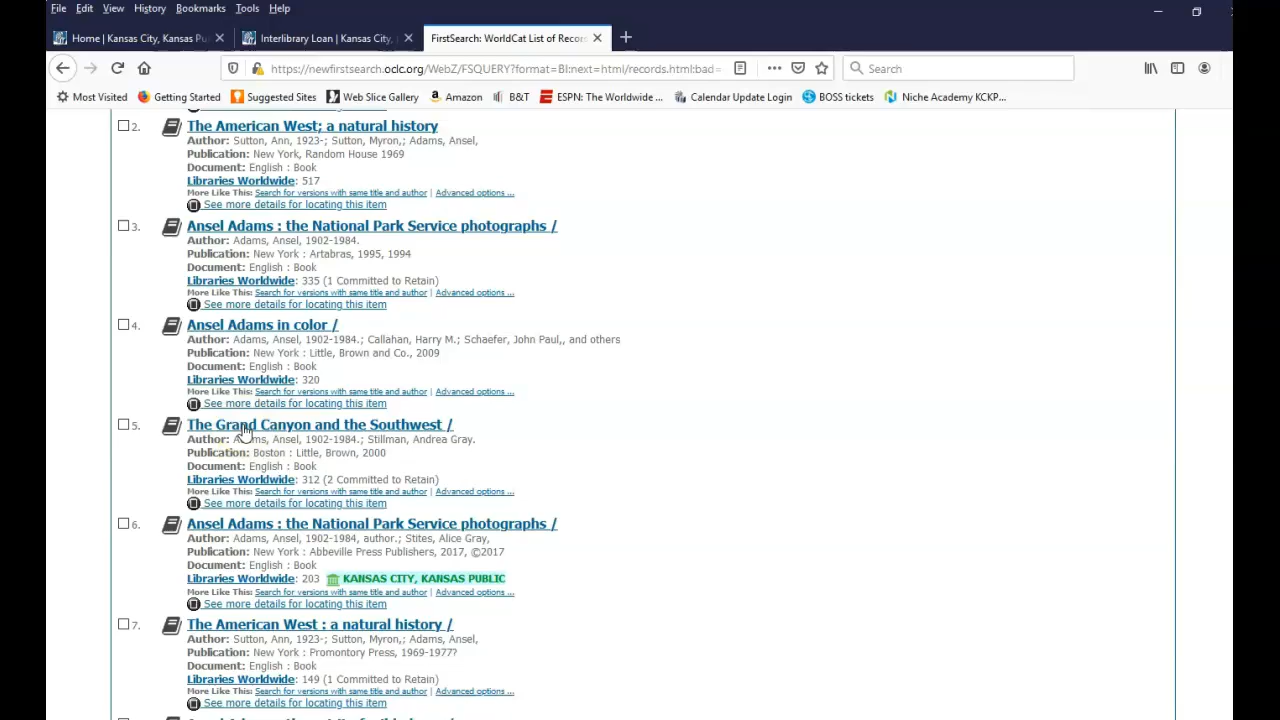 File Edit View History Bookmarks Tools Help
Home | Kansas City, Kansas Pu
Interlibrary Loan | Kansas City,
FirstSearch: WorldCat List of Recor
https://newfirstsearch.oclc.org/WebZ/FSQUERY?format=BI:next=html/records.html:bad=
Search
Most Visited Getting Started Suggested Sites Web Slice Gallery Amazon B&T ESPN: The Worldwide ... Calendar Update Login BOSS tickets Niche Academy KCKP...
2. The American West; a natural history
Author: Sutton, Ann, 1923-; Sutton, Myron,; Adams, Ansel,
Publication: New York, Random House 1969
Document: English : Book
Libraries Worldwide: 517
More Like This: Search for versions with same title and author | Advanced options ...
See more details for locating this item
3. Ansel Adams : the National Park Service photographs /
Author: Adams, Ansel, 1902-1984.
Publication: New York : Artabras, 1995, 1994
Document: English : Book
Libraries Worldwide: 335 (1 Committed to Retain)
More Like This: Search for versions with same title and author | Advanced options ...
See more details for locating this item
4. Ansel Adams in color /
Author: Adams, Ansel, 1902-1984.; Callahan, Harry M.; Schaefer, John Paul,, and others
Publication: New York : Little, Brown and Co., 2009
Document: English : Book
Libraries Worldwide: 320
More Like This: Search for versions with same title and author | Advanced options ...
See more details for locating this item
5. The Grand Canyon and the Southwest /
Author: Adams, Ansel, 1902-1984.; Stillman, Andrea Gray.
Publication: Boston : Little, Brown, 2000
Document: English : Book
Libraries Worldwide: 312 (2 Committed to Retain)
More Like This: Search for versions with same title and author | Advanced options ...
See more details for locating this item
6. Ansel Adams : the National Park Service photographs /
Author: Adams, Ansel, 1902-1984, author.; Stites, Alice Gray,
Publication: New York : Abbeville Press Publishers, 2017, ©2017
Document: English : Book
Libraries Worldwide: 203 KANSAS CITY, KANSAS PUBLIC
More Like This: Search for versions with same title and author | Advanced options ...
See more details for locating this item
7. The American West : a natural history /
Author: Sutton, Ann, 1923-; Sutton, Myron,; Adams, Ansel,
Publication: New York : Promontory Press, 1969-1977?
Document: English : Book
Libraries Worldwide: 149 (1 Committed to Retain)
More Like This: Search for versions with same title and author | Advanced options ...
See more details for locating this item